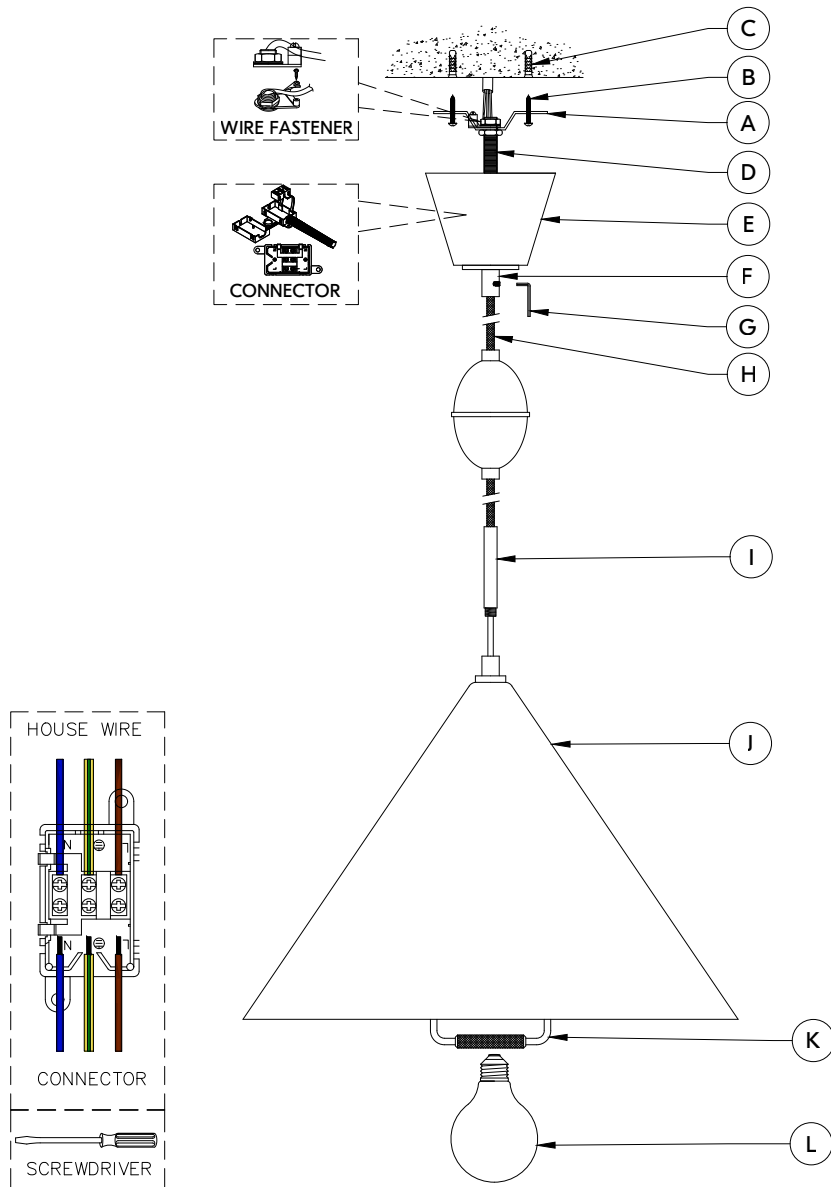 C
B
WIRE FASTENER
A
D
E
F
CONNECTOR
G
H
I
HOUSE WIRE
J
N
N
K
CONNECTOR
L
SCREWDRIVER